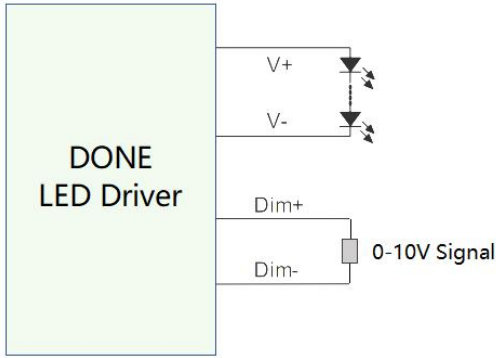 V+
V-
DONE
LED Driver
Dim+
0-10V Signal
Dim-